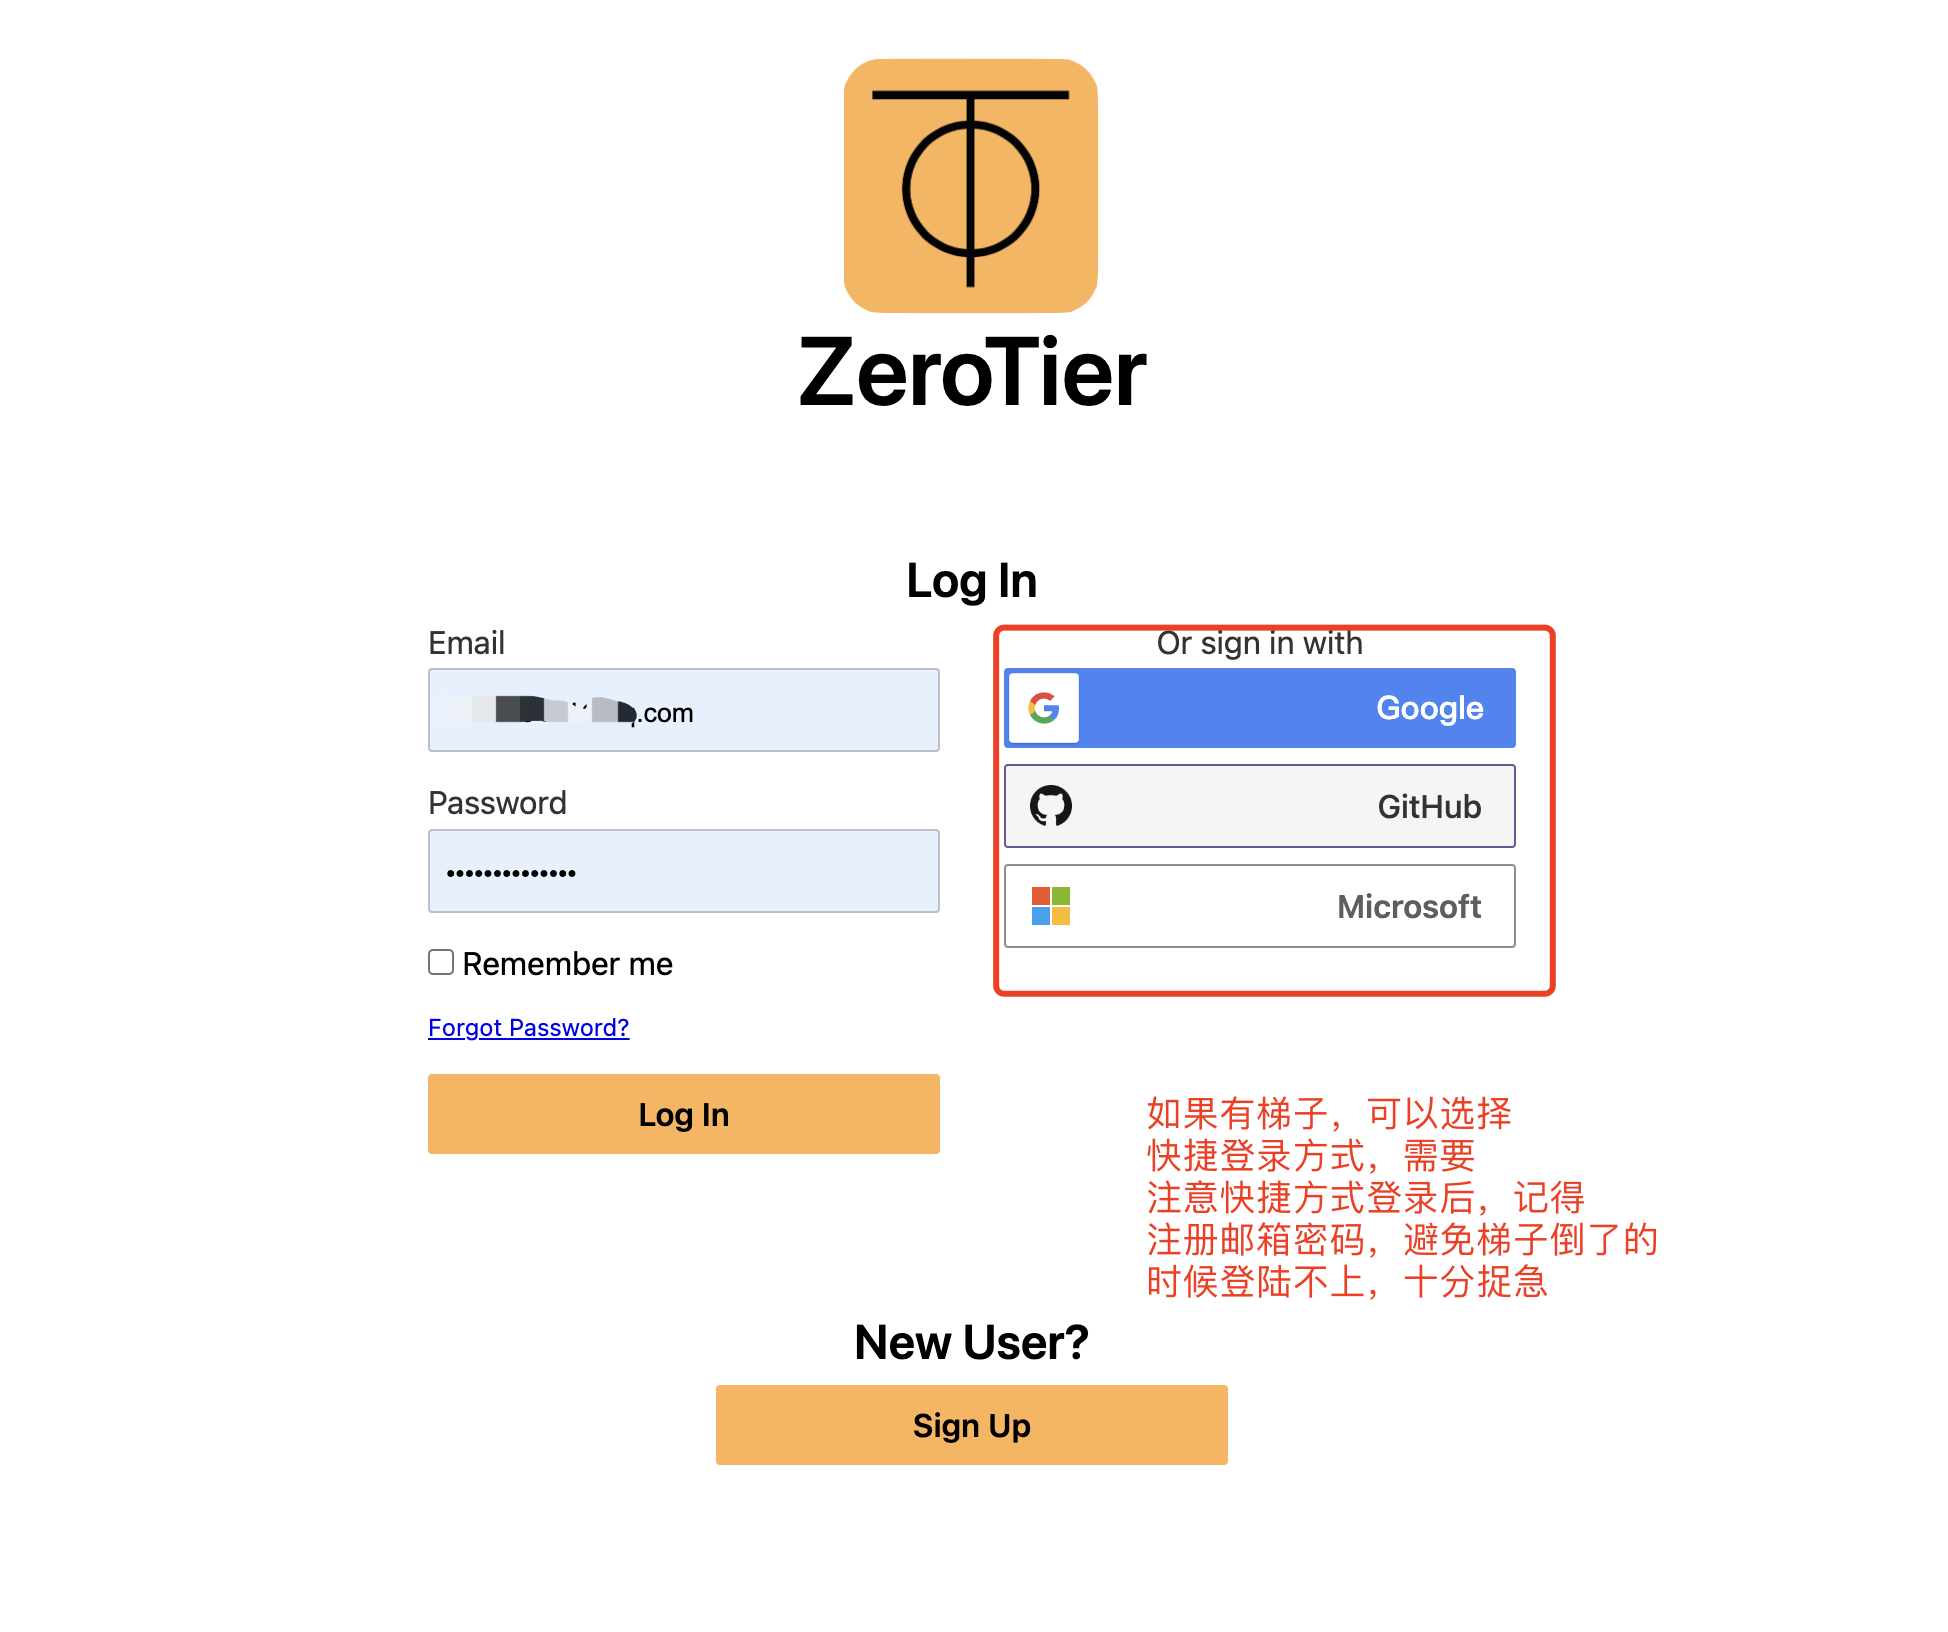 ZeroTier
Log In
Email
.com
Password
Remember me
Forgot Password?
Log In
Or sign in with
Google
GitHub
Microsoft
如果有梯子，可以选择
快捷登录方式，需要
注意快捷方式登录后，记得
注册邮箱密码，避免梯子倒了的
时候登陆不上，十分捉急
New User?
Sign Up